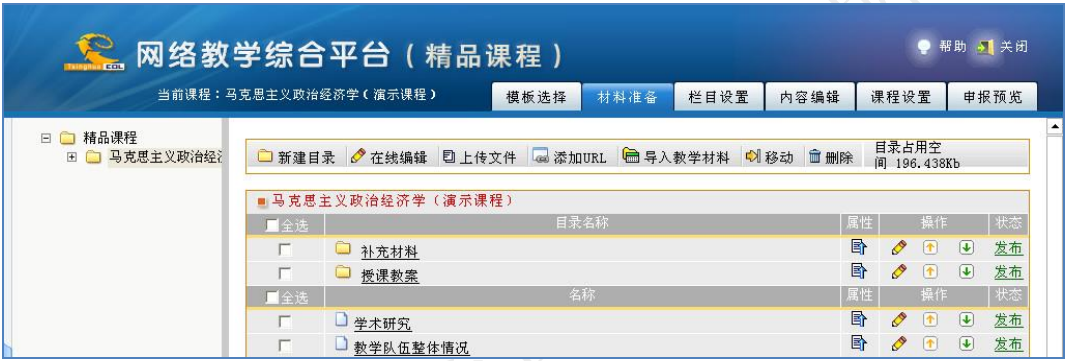 网络教学综合平台(精品课程)
帮助 关闭
Tsinghua EOL
当前课程:马克思主义政治经济学(演示课程)
模板选择 材料准备 栏目设置 内容编辑 课程设置 申报预览
精品课程
马克思主义政治经
新建目录 在线编辑 上传文件 添加URL 导入教学材料 移动 删除 目录占用空
间 196.438Kb
马克思主义政治经济学(演示课程)
全选 目录名称 属性 操作 状态
补充材料 发布
授课教案 发布
全选 名称 属性 操作 状态
学术研究 发布
教学队伍整体情况 发布